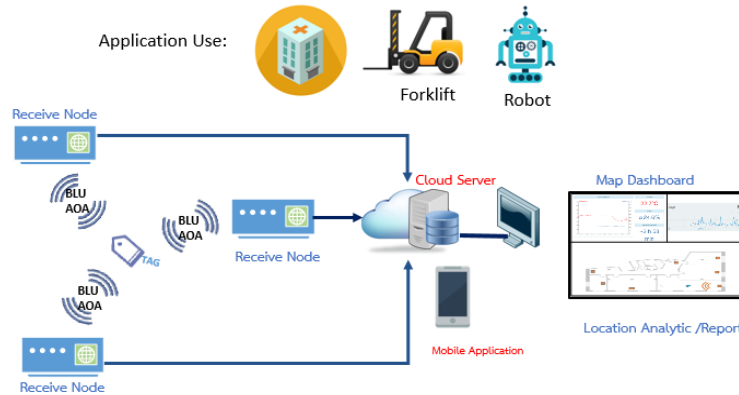 Application Use:
Forklift
Robot
Receive Node
BLU
AOA
Cloud Server
Map Dashboard
BLU
AOA
TAG
Receive Node
BLU
AOA
Location Analytic /Report
Mobile Application
Receive Node